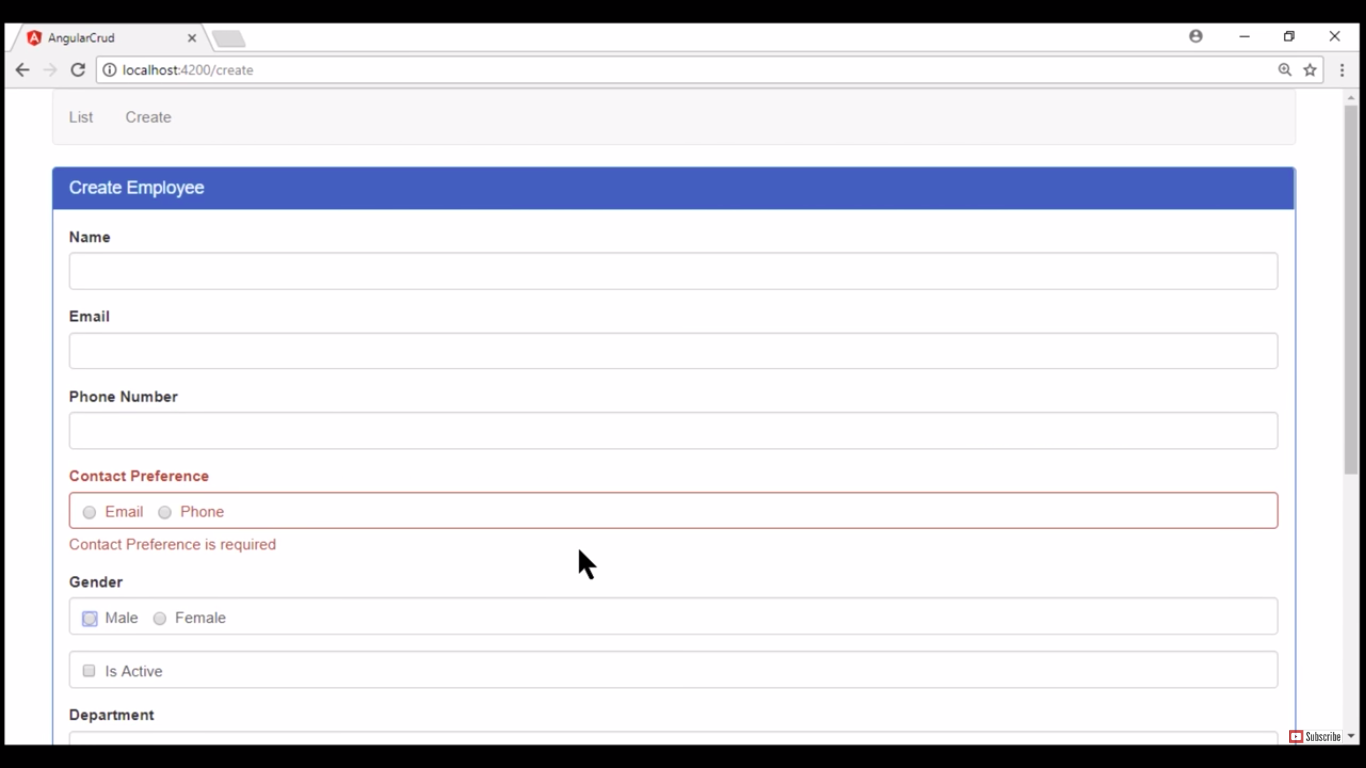 AngularCrud
localhost:4200/create
List Create
Create Employee
Name
Email
Phone Number
Contact Preference
Email Phone
Contact Preference is required
Gender
Male Female
Is Active
Department
Subscribe